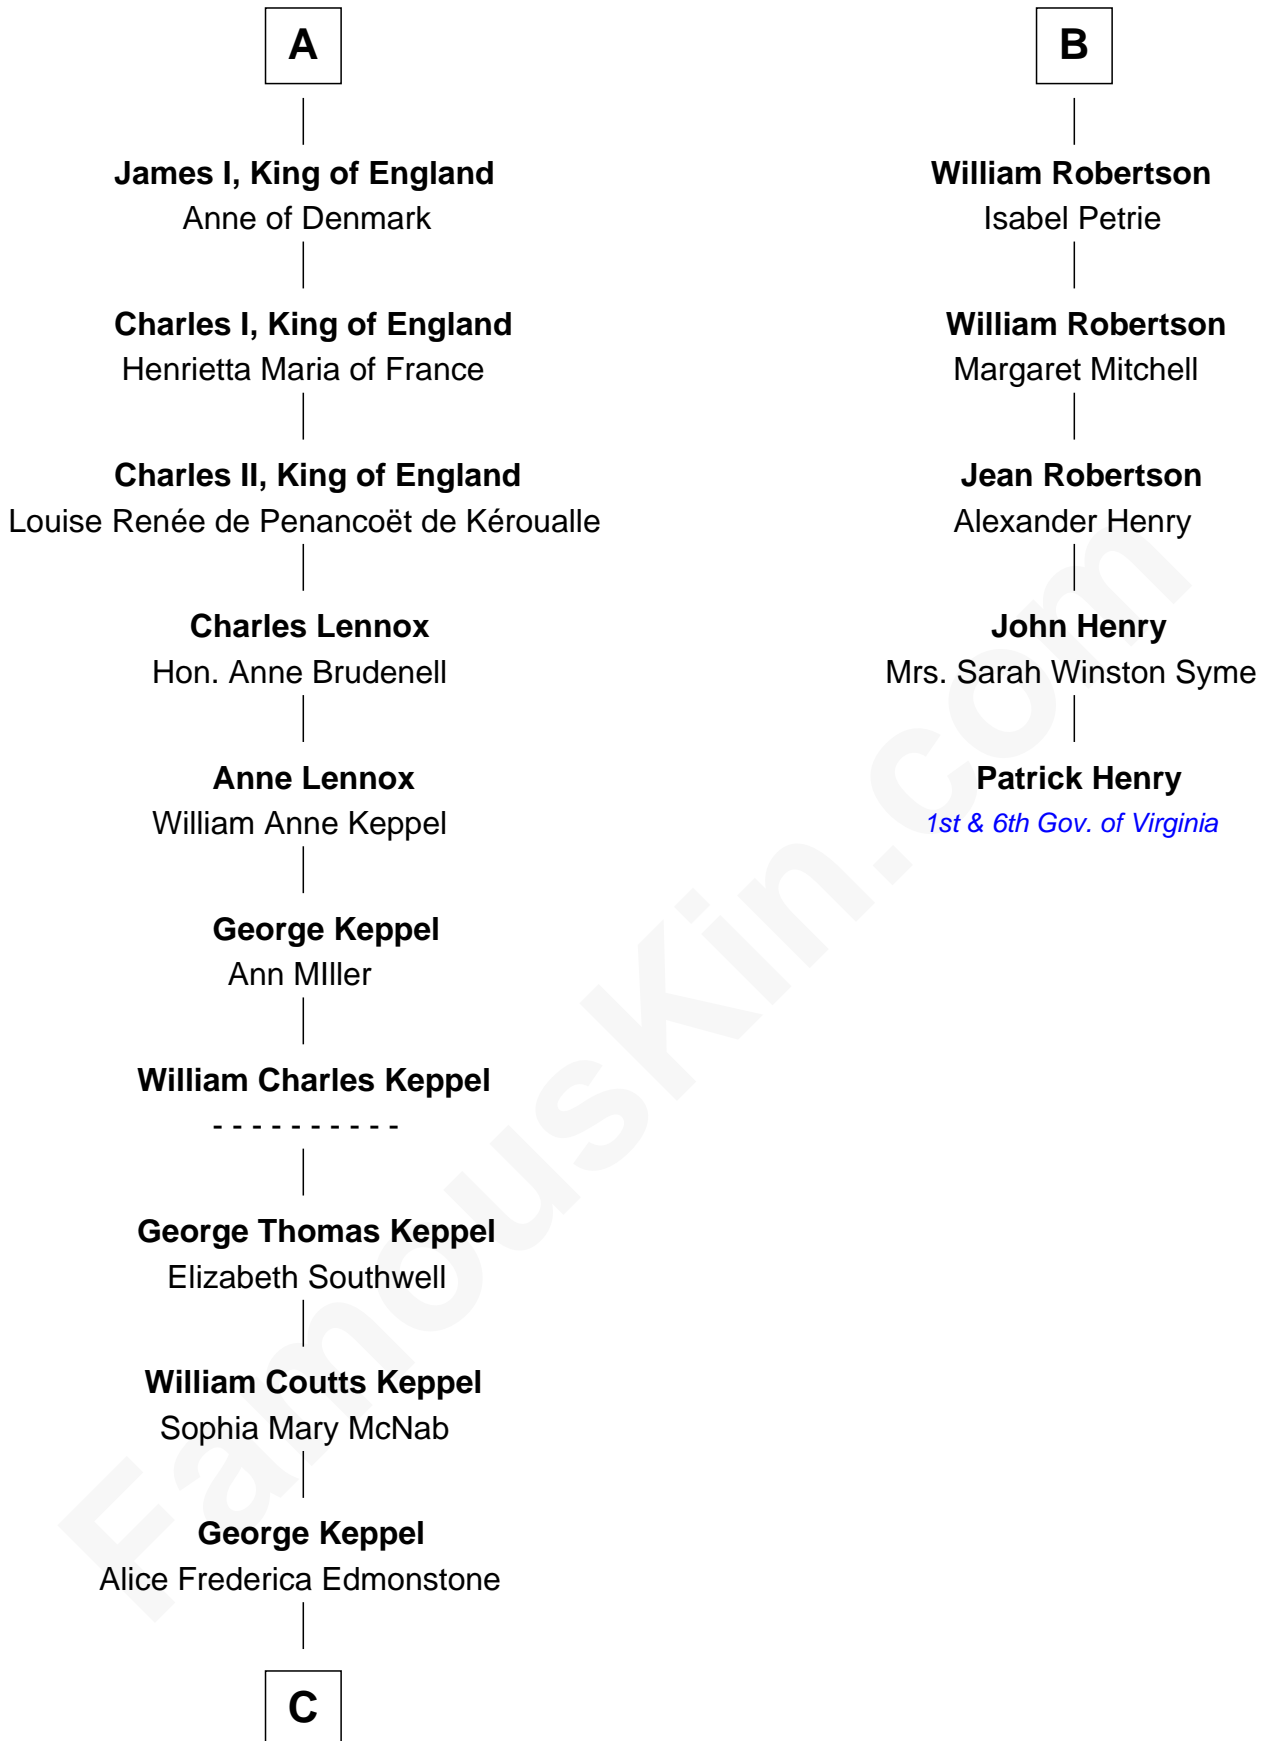 A
James I, King of England
Anne of Denmark
Charles I, King of England
Henrietta Maria of France
Charles II, King of England
Louise Renée de Penancoët de Kéroualle
Charles Lennox
Hon. Anne Brudenell
Anne Lennox
William Anne Keppel
George Keppel
Ann MIller
William Charles Keppel
- - - - - - - - - -
George Thomas Keppel
Elizabeth Southwell
William Coutts Keppel
Sophia Mary McNab
George Keppel
Alice Frederica Edmonstone
C
B
William Robertson
Isabel Petrie
William Robertson
Margaret Mitchell
Jean Robertson
Alexander Henry
John Henry
Mrs. Sarah Winston Syme
Patrick Henry
1st & 6th Gov. of Virginia
FamousKin.com